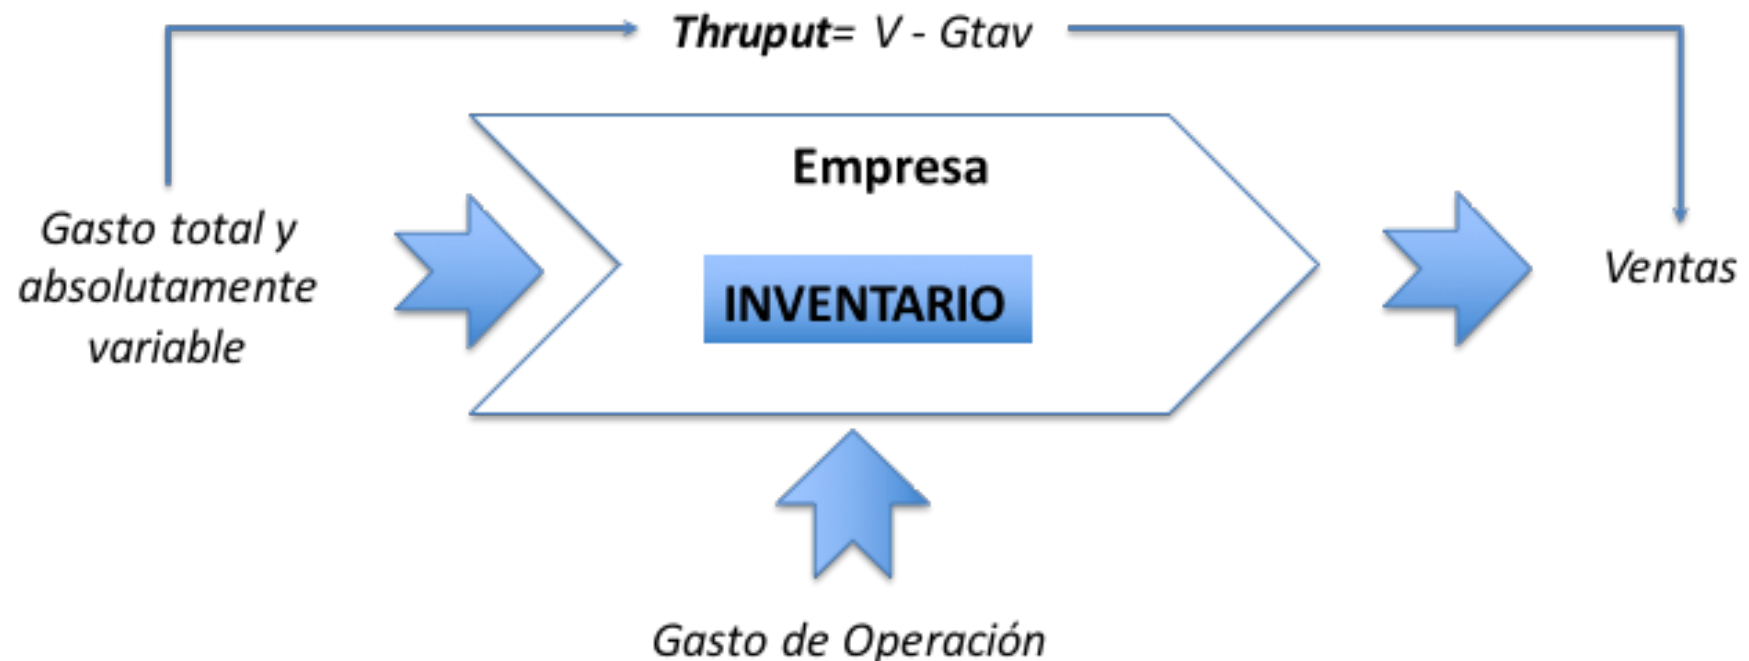 Thruput= V - Gtav
Empresa
Gasto total y
absolutamente
variable
INVENTARIO
Ventas
Gasto de Operación